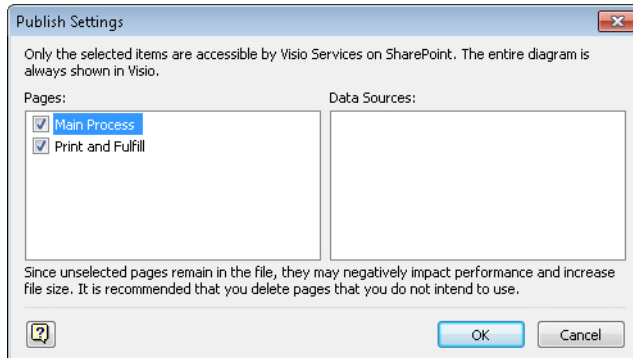 Publish Settings
Only the selected items are accessible by Visio Services on SharePoint. The entire diagram is
always shown in Visio.
Pages:
Data Sources:
Main Process
Print and Fulfill
Since unselected pages remain in the file, they may negatively impact performance and increase
file size. It is recommended that you delete pages that you do not intend to use.
OK
Cancel